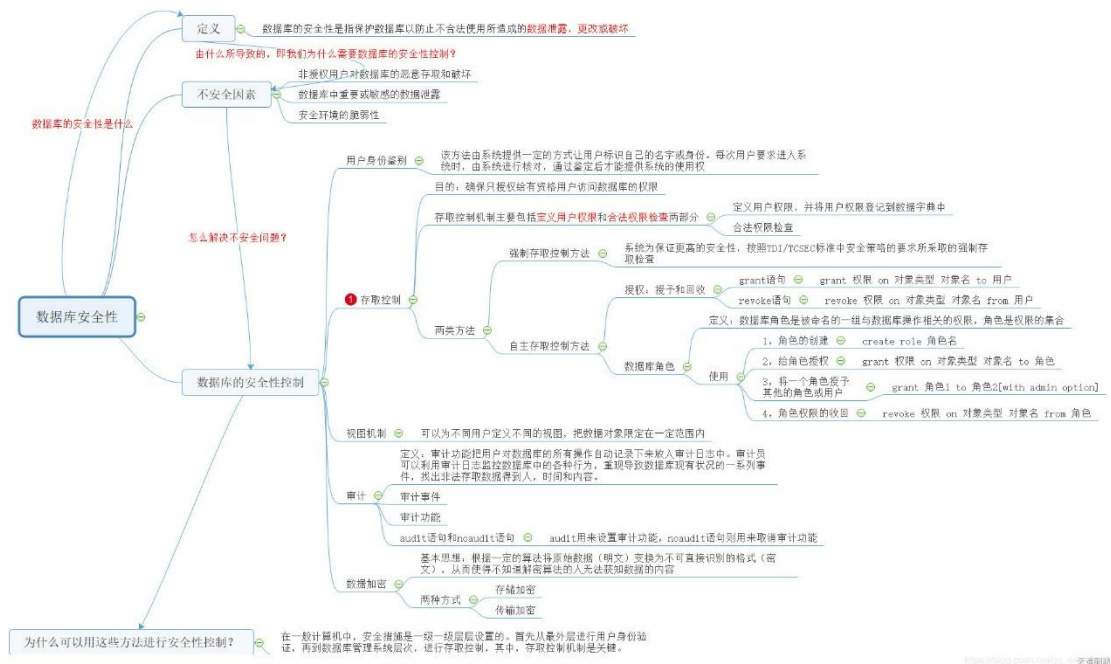 定义
数据库的安全性是指保护数据库以防止不合法使用所造成的数据泄露、更改或破坏
由什么所导致的，即我们为什么需要数据库的安全性控制？
非授权用户对数据库的恶意存取和破坏
不安全因素
数据库中重要或敏感的数据泄露
安全环境的脆弱性
数据库的安全性是什么
怎么解决不安全问题？
数据库安全性
数据库的安全性控制
用户身份鉴别
该方法由系统提供一定的方式让用户标识自己的名字或身份。每次用户要求进入系
统时，由系统进行核对，通过鉴定后才能提供系统的使用权
1 存取控制
目的：确保只授权给有资格用户访问数据库的权限
存取控制机制主要包括定义用户权限和合法权限检查两部分
定义用户权限，并将用户权限登记到数据字典中
合法权限检查
两类方法
强制存取控制方法
系统为保证更高的安全性，按照TDI/TCSEC标准中安全策略的要求所采取的强制存
取检查
自主存取控制方法
授权：授予和回收
grant语句
grant 权限 on 对象类型 对象名 to 用户
revoke语句
revoke 权限 on 对象类型 对象名 from 用户
数据库角色
定义：数据库角色是被命名的一组与数据库操作相关的权限，角色是权限的集合
使用
1，角色的创建
create role 角色名
2，给角色授权
grant 权限 on 对象类型 对象名 to 角色
3，将一个角色授予
其他的角色或用户
grant 角色1 to 角色2[with admin option]
4，角色权限的收回
revoke 权限 on 对象类型 对象名 from 角色
视图机制
可以为不同用户定义不同的视图，把数据对象限定在一定范围内
审计
定义：审计功能把用户对数据库的所有操作自动记录下来放入审计日志中。审计员
可以利用审计日志监控数据库中的各种行为，重现导致数据库现有状况的一系列事
件，找出非法存取数据得到人，时间和内容。
审计事件
审计功能
audit语句和noaudit语句
audit用来设置审计功能，noaudit语句则用来取消审计功能
数据加密
基本思想：根据一定的算法将原始数据（明文）变换为不可直接识别的格式（密
文），从而使得不知道解密算法的人无法获知数据的内容
两种方式
存储加密
传输加密
为什么可以用这些方法进行安全性控制？
在一般计算机中，安全措施是一级一级层层设置的。首先从最外层进行用户身份验
证，再到数据库管理系统层次，进行存取控制，其中，存取控制机制是关键。